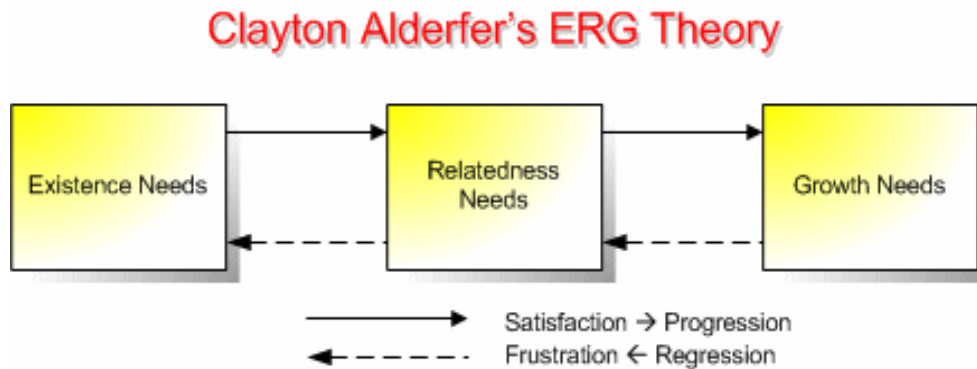 Clayton Alderfer's ERG Theory
Existence Needs
Relatedness
Needs
Growth Needs
Satisfaction → Progression
Frustration ← Regression